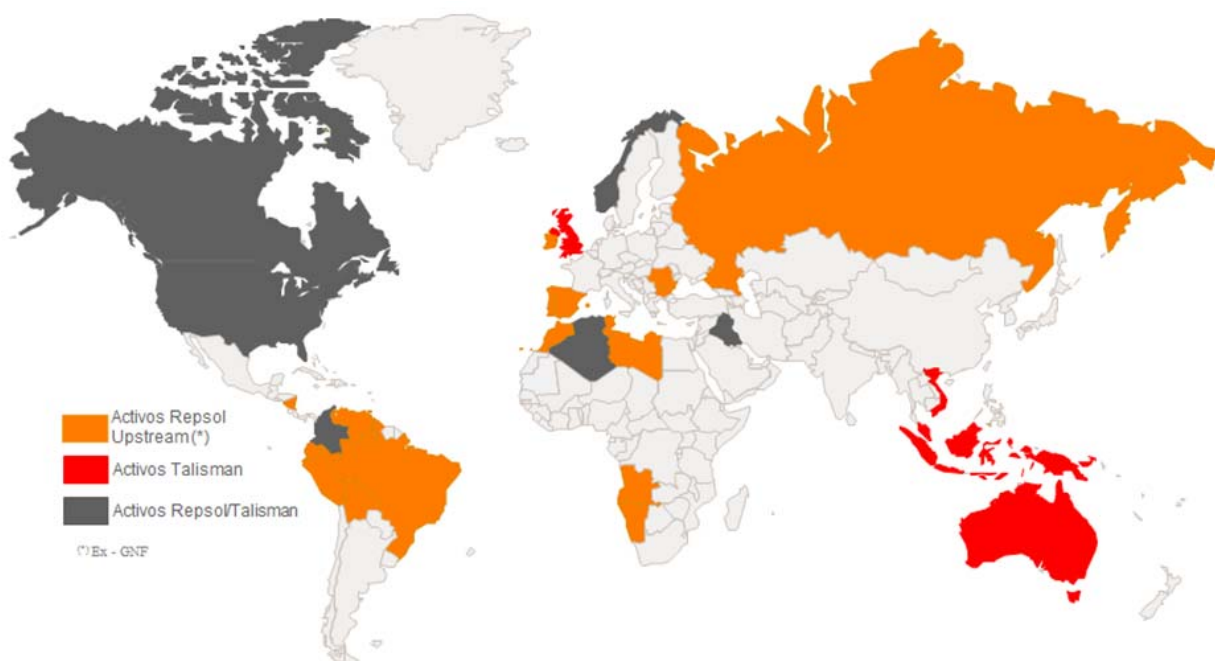 Activos Repsol
Upstream (*)
Activos Talisman
Activos Repsol/Talisman
(*) Ex - GNF